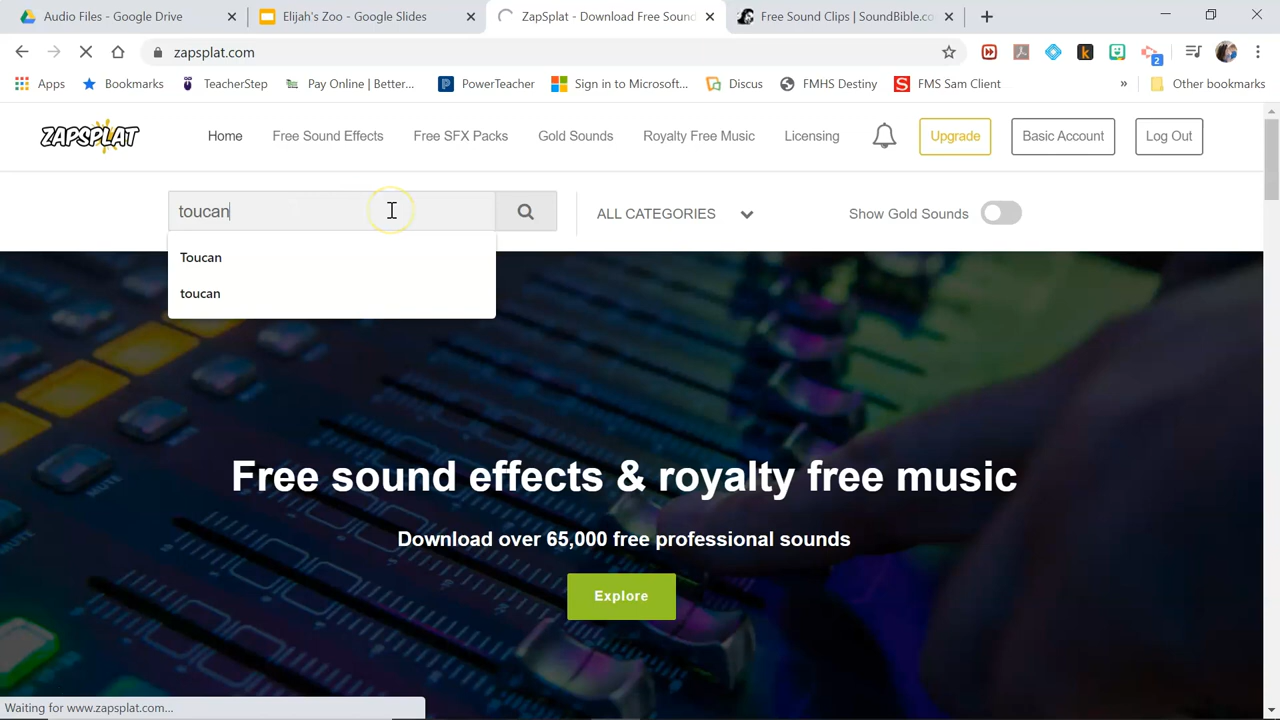 Audio Files - Google Drive
Elijah's Zoo - Google Slides
ZapSplat - Download Free Sound
Free Sound Clips | SoundBible.co
zapsplat.com
2
Apps
Bookmarks
TeacherStep
Pay Online | Better...
P PowerTeacher
Sign in to Microsoft...
Discus
FMHS Destiny
S FMS Sam Client
»
Other bookmarks
ZAPSPLAT
Home
Free Sound Effects
Free SFX Packs
Gold Sounds
Royalty Free Music
Licensing
Upgrade
Basic Account
Log Out
toucan
ALL CATEGORIES
Show Gold Sounds
Toucan
toucan
MUTE
MUTE
Free sound effects & royalty free music
Download over 65,000 free professional sounds
Explore
Waiting for www.zapsplat.com...